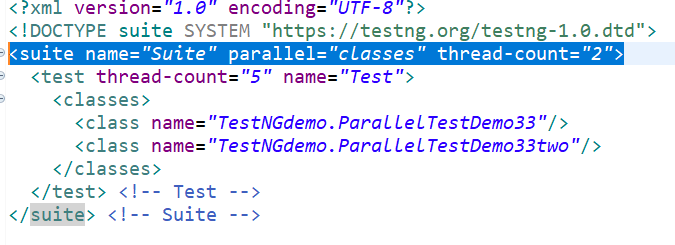 <?xml version="1.0" encoding="UTF-8"?>
<!DOCTYPE suite SYSTEM "https://testng.org/testng-1.0.dtd">
<suite name="Suite" parallel="classes" thread-count="2">
<test thread-count="5" name="Test">
<classes>
<class name="TestNGdemo.ParallelTestDemo33"/>
<class name="TestNGdemo.ParallelTestDemo33two"/>
</classes>
</test> <!-- Test -->
</suite> <!-- Suite -->